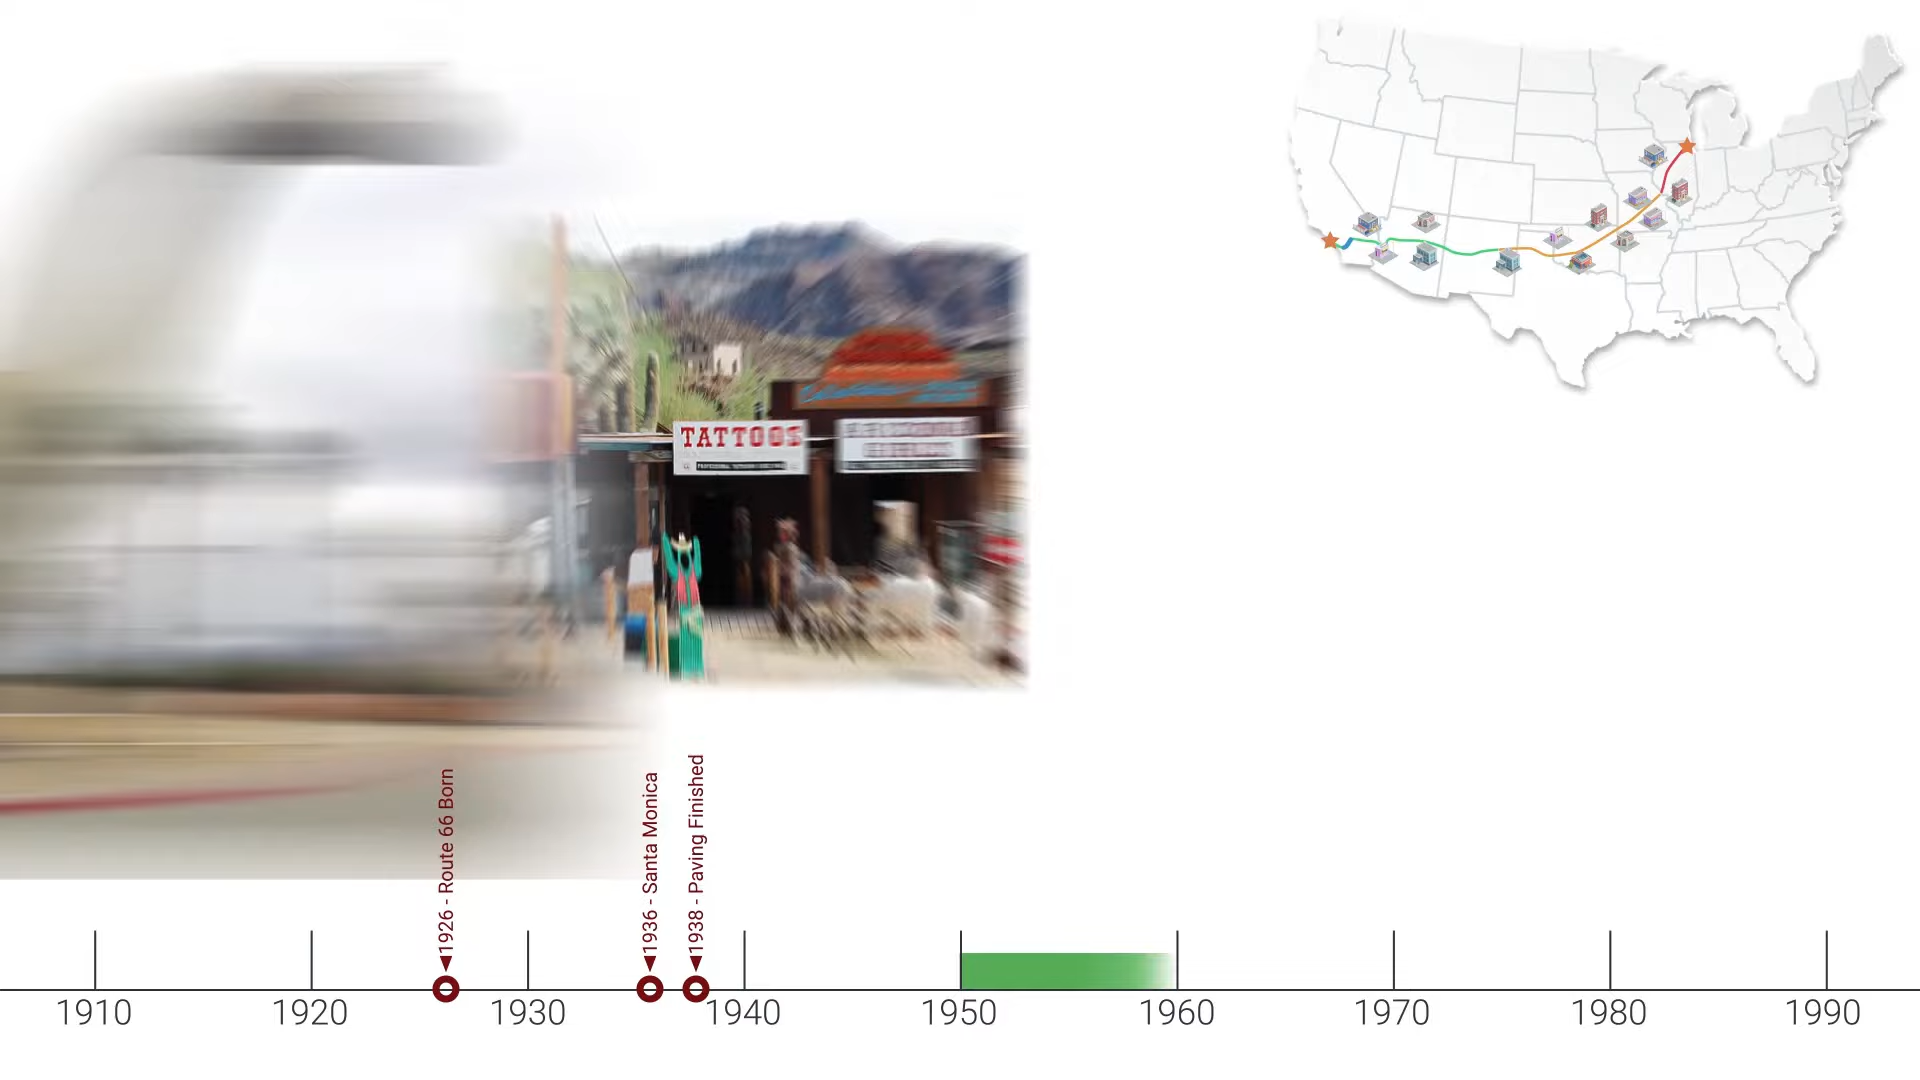 TATTOOS
1926 - Route 66 Born
1936 - Santa Monica
1938 - Paving Finished
1910
1920
1930
1940
1950
1960
1970
1980
1990